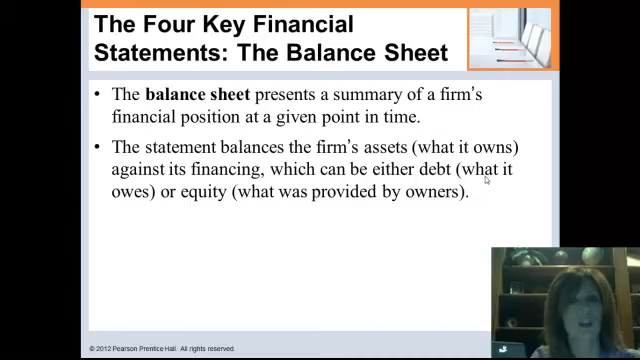 The Four Key Financial
Statements: The Balance Sheet
• The balance sheet presents a summary of a firm’s
financial position at a given point in time.
• The statement balances the firm’s assets (what it owns)
against its financing, which can be either debt (what it
owes) or equity (what was provided by owners).
© 2012 Pearson Prentice Hall. All rights reserved.